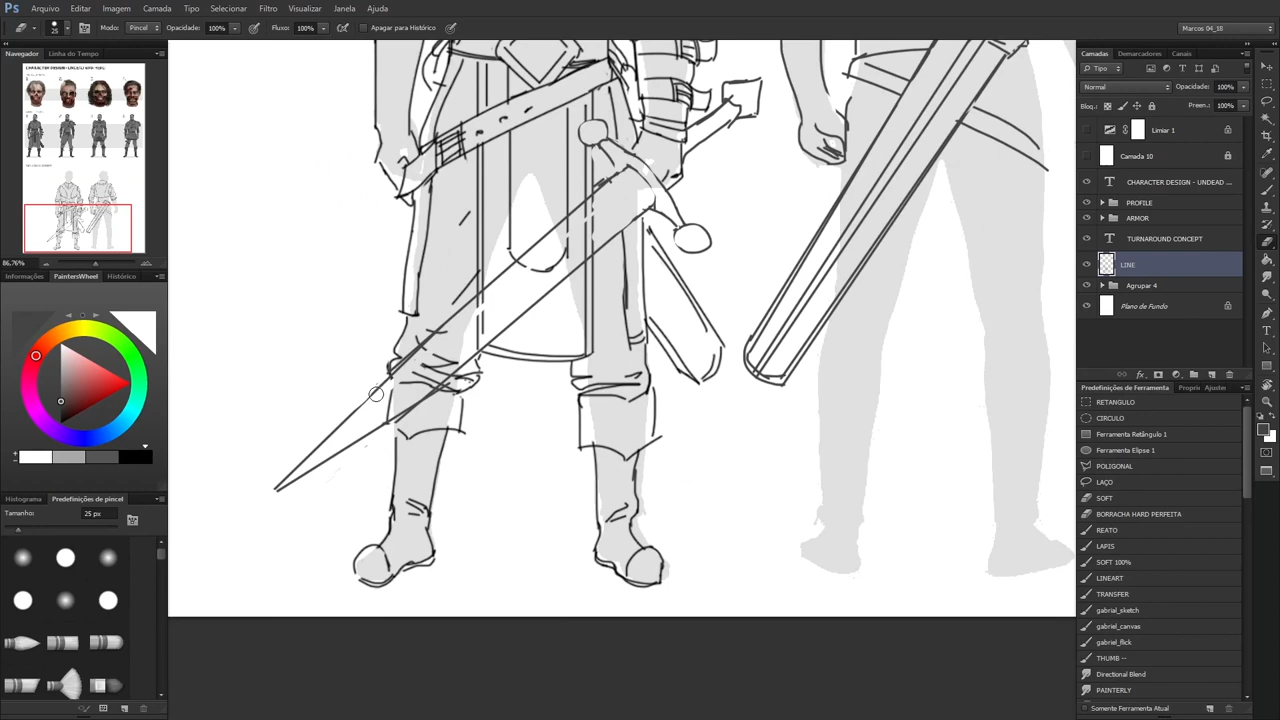 Ps Arquivo Editar Imagem Camada Tipo Selecionar Filtro Visualizar Janela Ajuda
25 Modo: Pincel Opacidade: 100% Fluxo: 100% Apagar para Histórico Marcos 04_18
Navegador Linha do Tempo
86,76%
Informações PaintersWheel Histórico
Histograma Predefinições de pincel
Tamanho: 25 px
Camadas Demarcadores Canais
Tipo
Normal Opacidade: 100%
Bloq: Preen.: 100%
Limiar 1
Camada 10
CHARACTER DESIGN - UNDEAD ...
PROFILE
ARMOR
TURNAROUND CONCEPT
LINE
Agrupar 4
Plano de Fundo
Predefinições de Ferramenta Proprie Ajudas
RETANGULO
CIRCULO
Ferramenta Retângulo 1
Ferramenta Elipse 1
POLIGONAL
LAÇO
SOFT
BORRACHA HARD PERFEITA
REATO
LAPIS
SOFT 100%
LINEART
TRANSFER
gabrial_sketch
gabriel_canvas
gabriel_flick
THUMB --
Directional Blend
PAINTERLY
Somente Ferramenta Atual